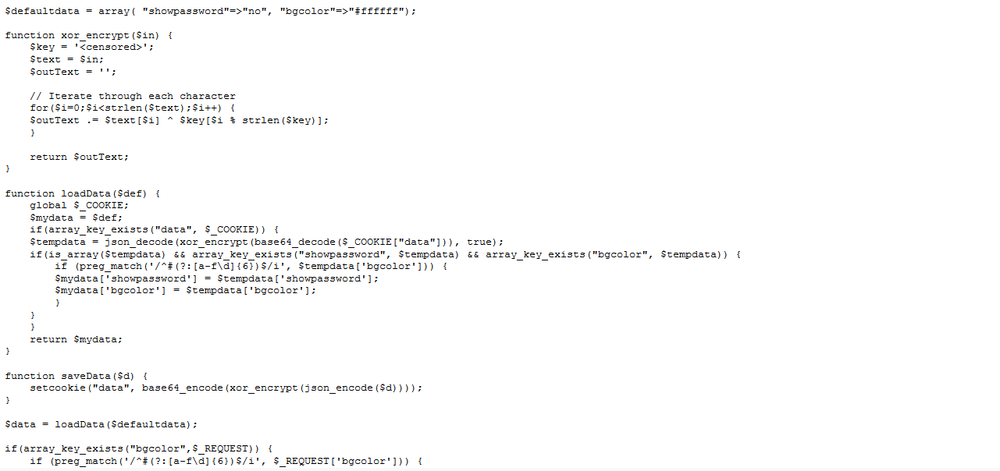 $defaultdata = array( "showpassword"=>"no", "bgcolor"=>"#ffffff");
function xor_encrypt($in) {
$key = '<censored>';
$text = $in;
$outText = '';
// Iterate through each character
for($i=0;$i<strlen($text);$i++) {
$outText .= $text[$i] ^ $key[$i % strlen($key)];
}
return $outText;
}
function loadData($def) {
global $_COOKIE;
$mydata = $def;
if(array_key_exists("data", $_COOKIE)) {
$tempdata = json_decode(xor_encrypt(base64_decode($_COOKIE["data"])), true);
if(is_array($tempdata) && array_key_exists("showpassword", $tempdata) && array_key_exists("bgcolor", $tempdata)) {
if (preg_match('/^#(?:[a-f\d]{6})$/i', $tempdata['bgcolor'])) {
$mydata['showpassword'] = $tempdata['showpassword'];
$mydata['bgcolor'] = $tempdata['bgcolor'];
}
}
}
return $mydata;
}
function saveData($d) {
setcookie("data", base64_encode(xor_encrypt(json_encode($d))));
}
$data = loadData($defaultdata);
if(array_key_exists("bgcolor",$_REQUEST)) {
if (preg_match('/^#(?:[a-f\d]{6})$/i', $_REQUEST['bgcolor'])) {